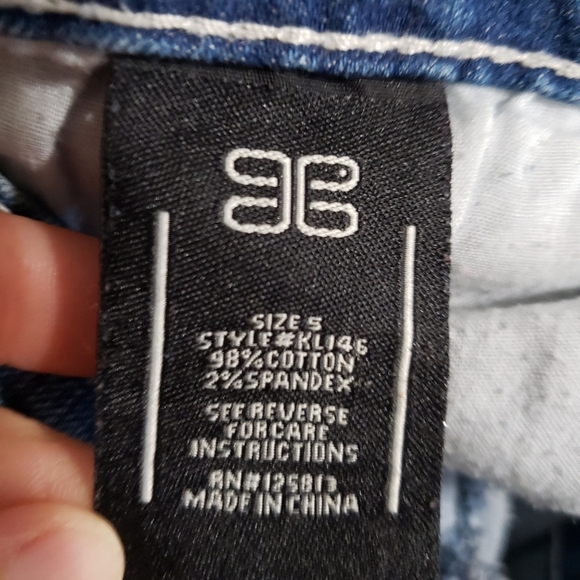 SIZE 5
STYLE#KL146
98%COTTON
2%SPANDEX
SEE REVERSE
FOR CARE
INSTRUCTIONS
RN#125813
MADE IN CHINA